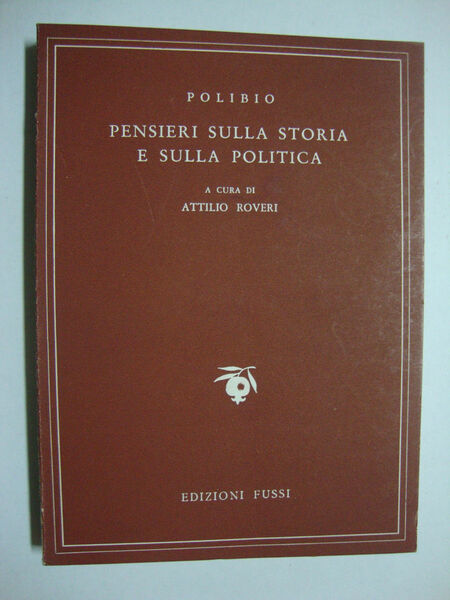 POLIBIO
PENSIERI SULLA STORIA
E SULLA POLITICA
A CURA DI
ATTILIO ROVERI
EDIZIONI FUSSI